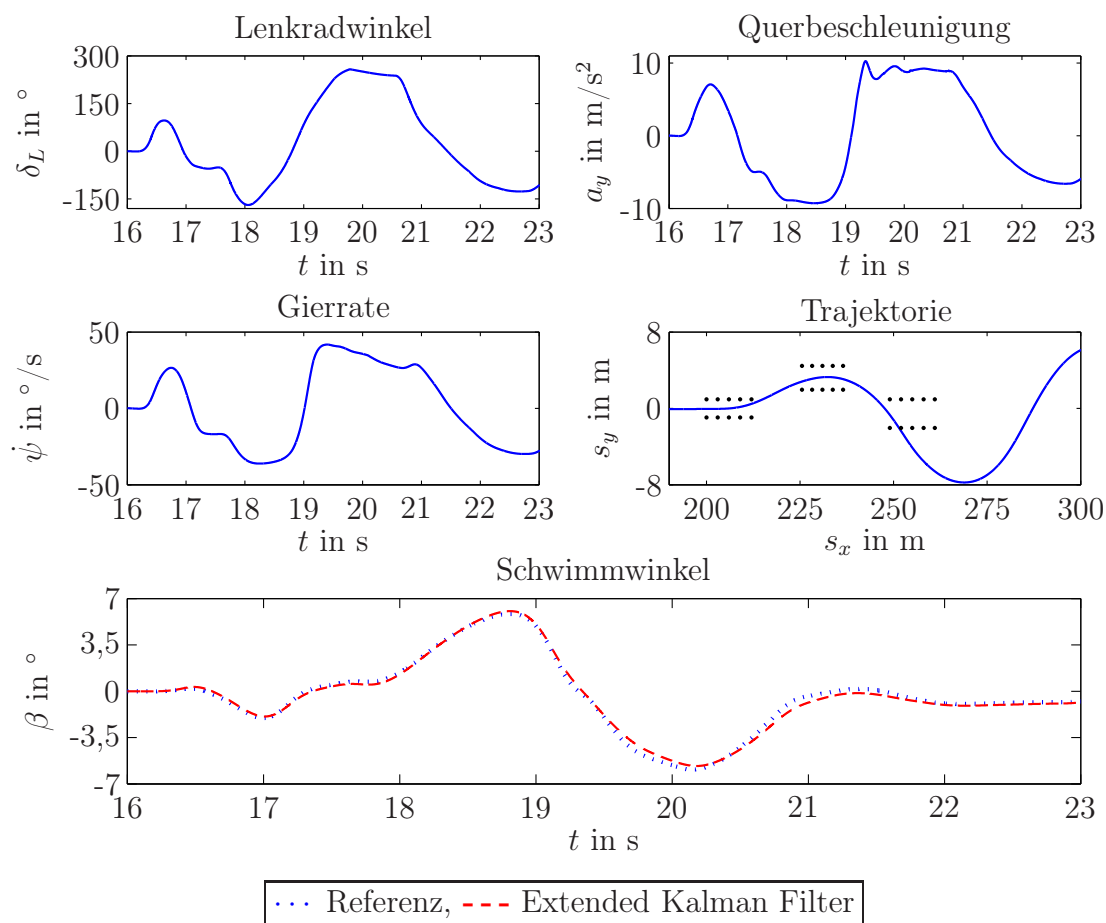 Lenkradwinkel
δ_L in °
300
150
0
-150
16 17 18 19 20 21 22 23
t in s
Querbeschleunigung
a_y in m/s²
10
0
-10
16 17 18 19 20 21 22 23
t in s
Gierrate
ψ̇ in °/s
50
0
-50
16 17 18 19 20 21 22 23
t in s
Trajektorie
s_y in m
8
0
-8
200 225 250 275 300
s_x in m
Schwimmwinkel
β in °
7
3,5
0
-3,5
-7
16 17 18 19 20 21 22 23
t in s
Referenz, Extended Kalman Filter